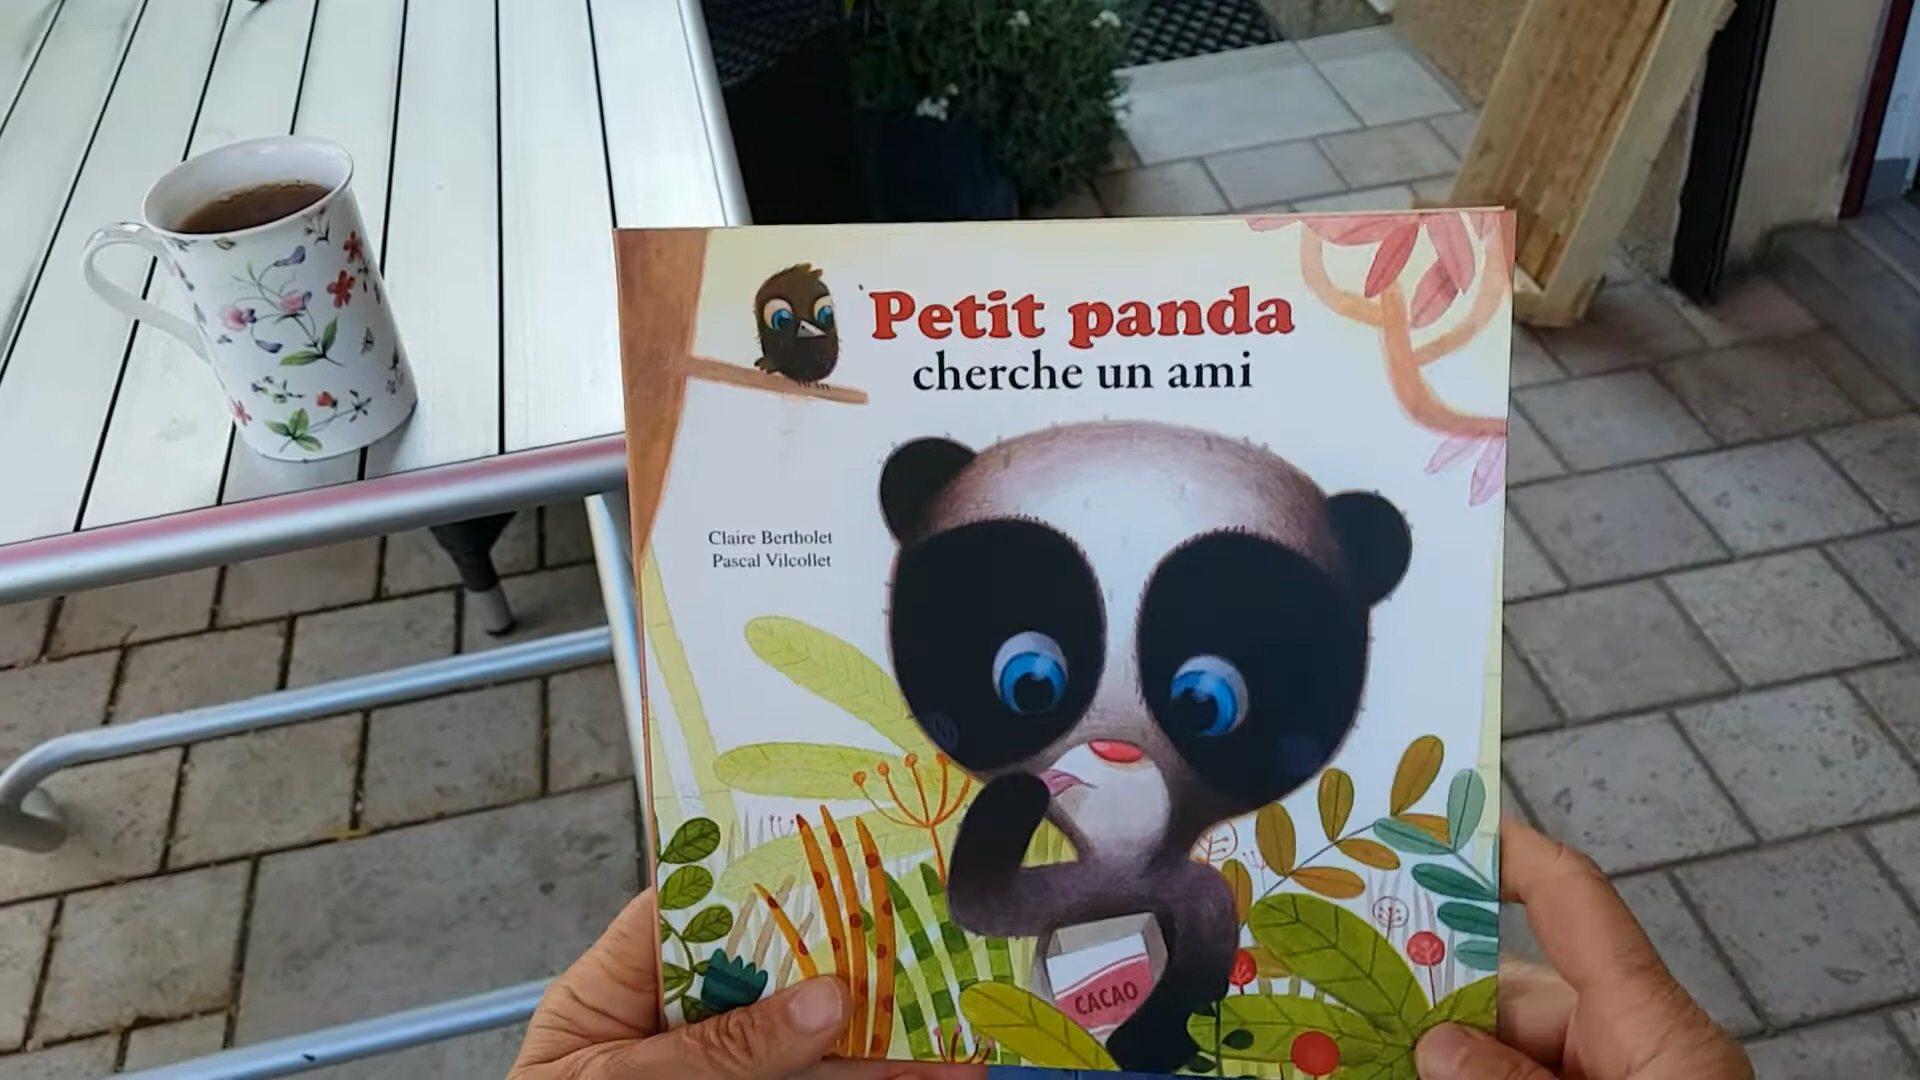 Petit panda
cherche un ami
Claire Bertholet
Pascal Vilcollet
CACAO